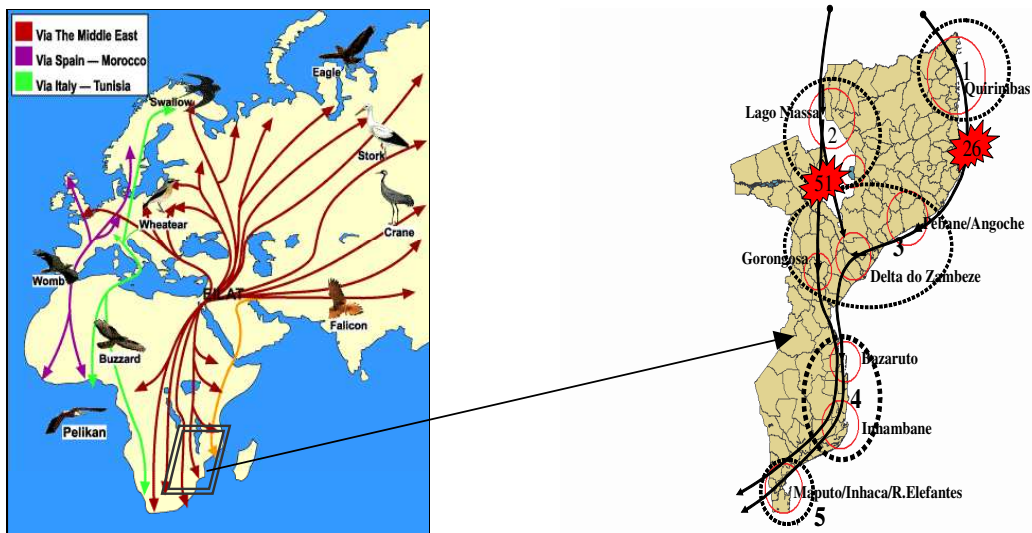 Via The Middle East
Via Spain — Morocco
Via Italy — Tunisia
Eagle
Swallow
Stork
Wheatear
Crane
Womb
EILAT
Falicon
Buzzard
Pelikan
1
Quirimbas
Lago Niassa
2
26
51
Pebane/Angoche
3
Gorongosa
Delta do Zambeze
Bazaruto
4
Inhambane
Maputo/Inhaca/R.Elefantes
5